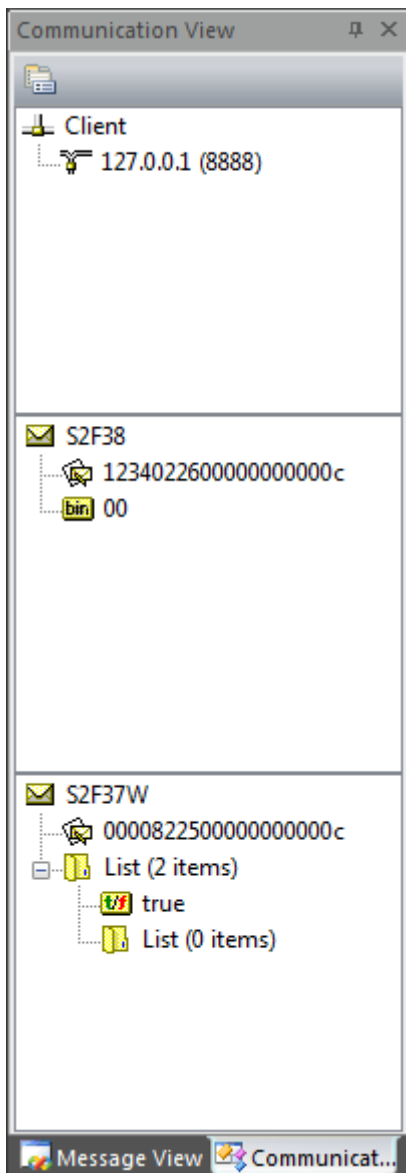 Communication View
Client
127.0.0.1 (8888)
S2F38
1234022600000000000c
bin 00
S2F37W
0000822500000000000c
List (2 items)
t/f true
List (0 items)
Message View Communicat...